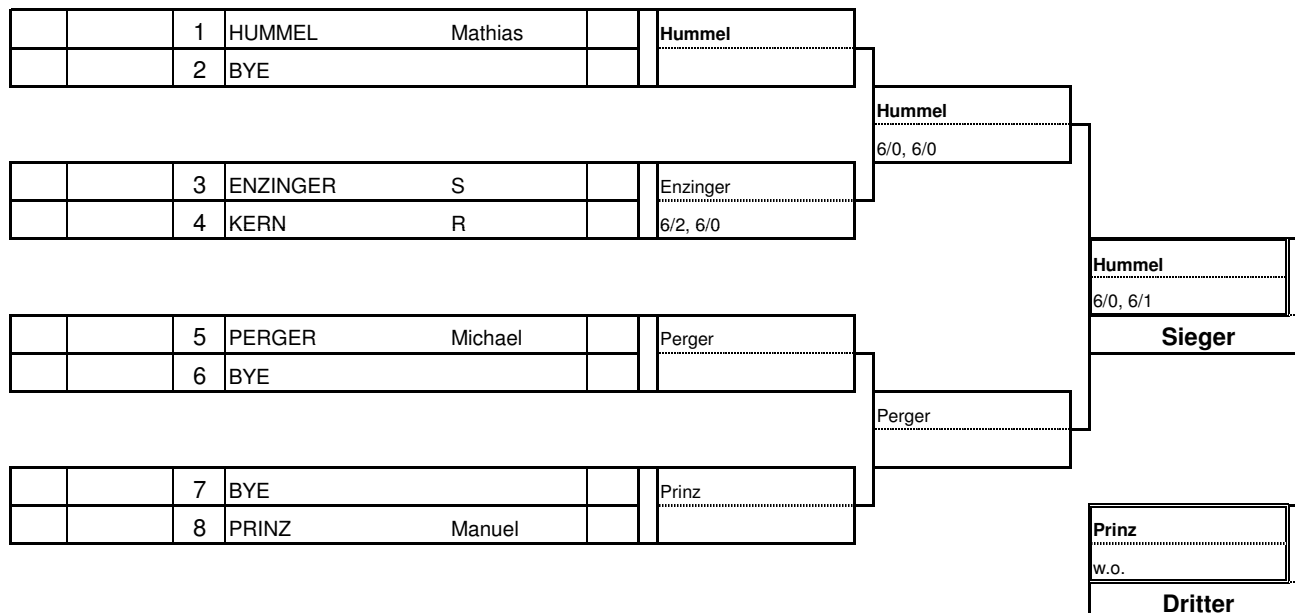 1 HUMMEL Mathias Hummel
2 BYE
Hummel
6/0, 6/0
3 ENZINGER S Enzinger
4 KERN R 6/2, 6/0
Hummel
6/0, 6/1
5 PERGER Michael Perger
Sieger
6 BYE
Perger
7 BYE Prinz
8 PRINZ Manuel Prinz
w.o.
Dritter